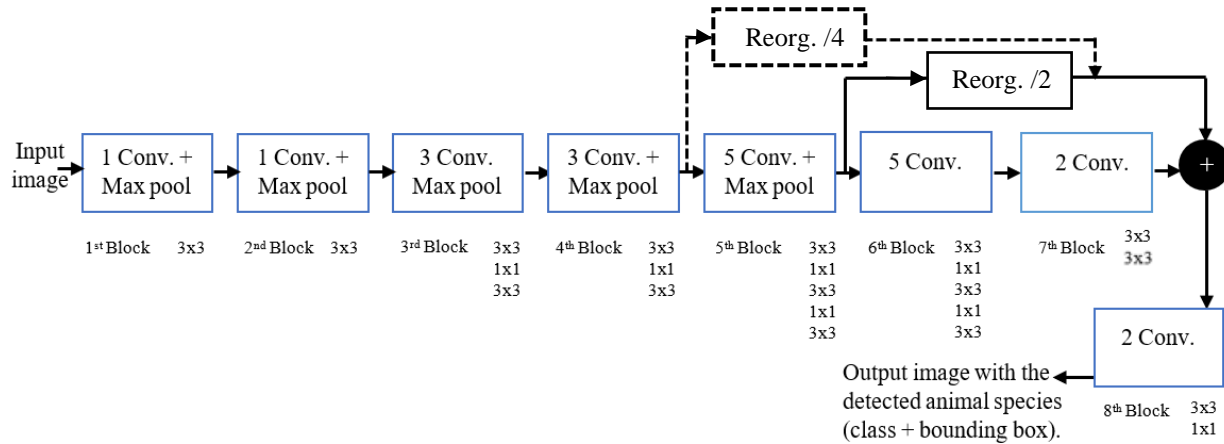 Reorg. /4
Reorg. /2
Input
image
1 Conv. +
Max pool
1 Conv. +
Max pool
3 Conv.
Max pool
3 Conv. +
Max pool
5 Conv. +
Max pool
5 Conv.
2 Conv.
+
1st Block 3x3
2nd Block 3x3
3rd Block 3x3
1x1
3x3
4th Block 3x3
1x1
3x3
5th Block 3x3
1x1
3x3
1x1
3x3
6th Block 3x3
1x1
3x3
1x1
3x3
7th Block 3x3
3x3
2 Conv.
8th Block 3x3
1x1
Output image with the
detected animal species
(class + bounding box).